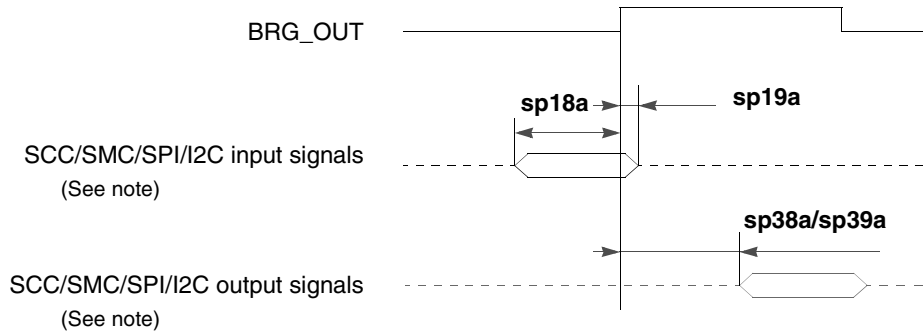 BRG_OUT
sp18a
sp19a
SCC/SMC/SPI/I2C input signals
(See note)
sp38a/sp39a
SCC/SMC/SPI/I2C output signals
(See note)